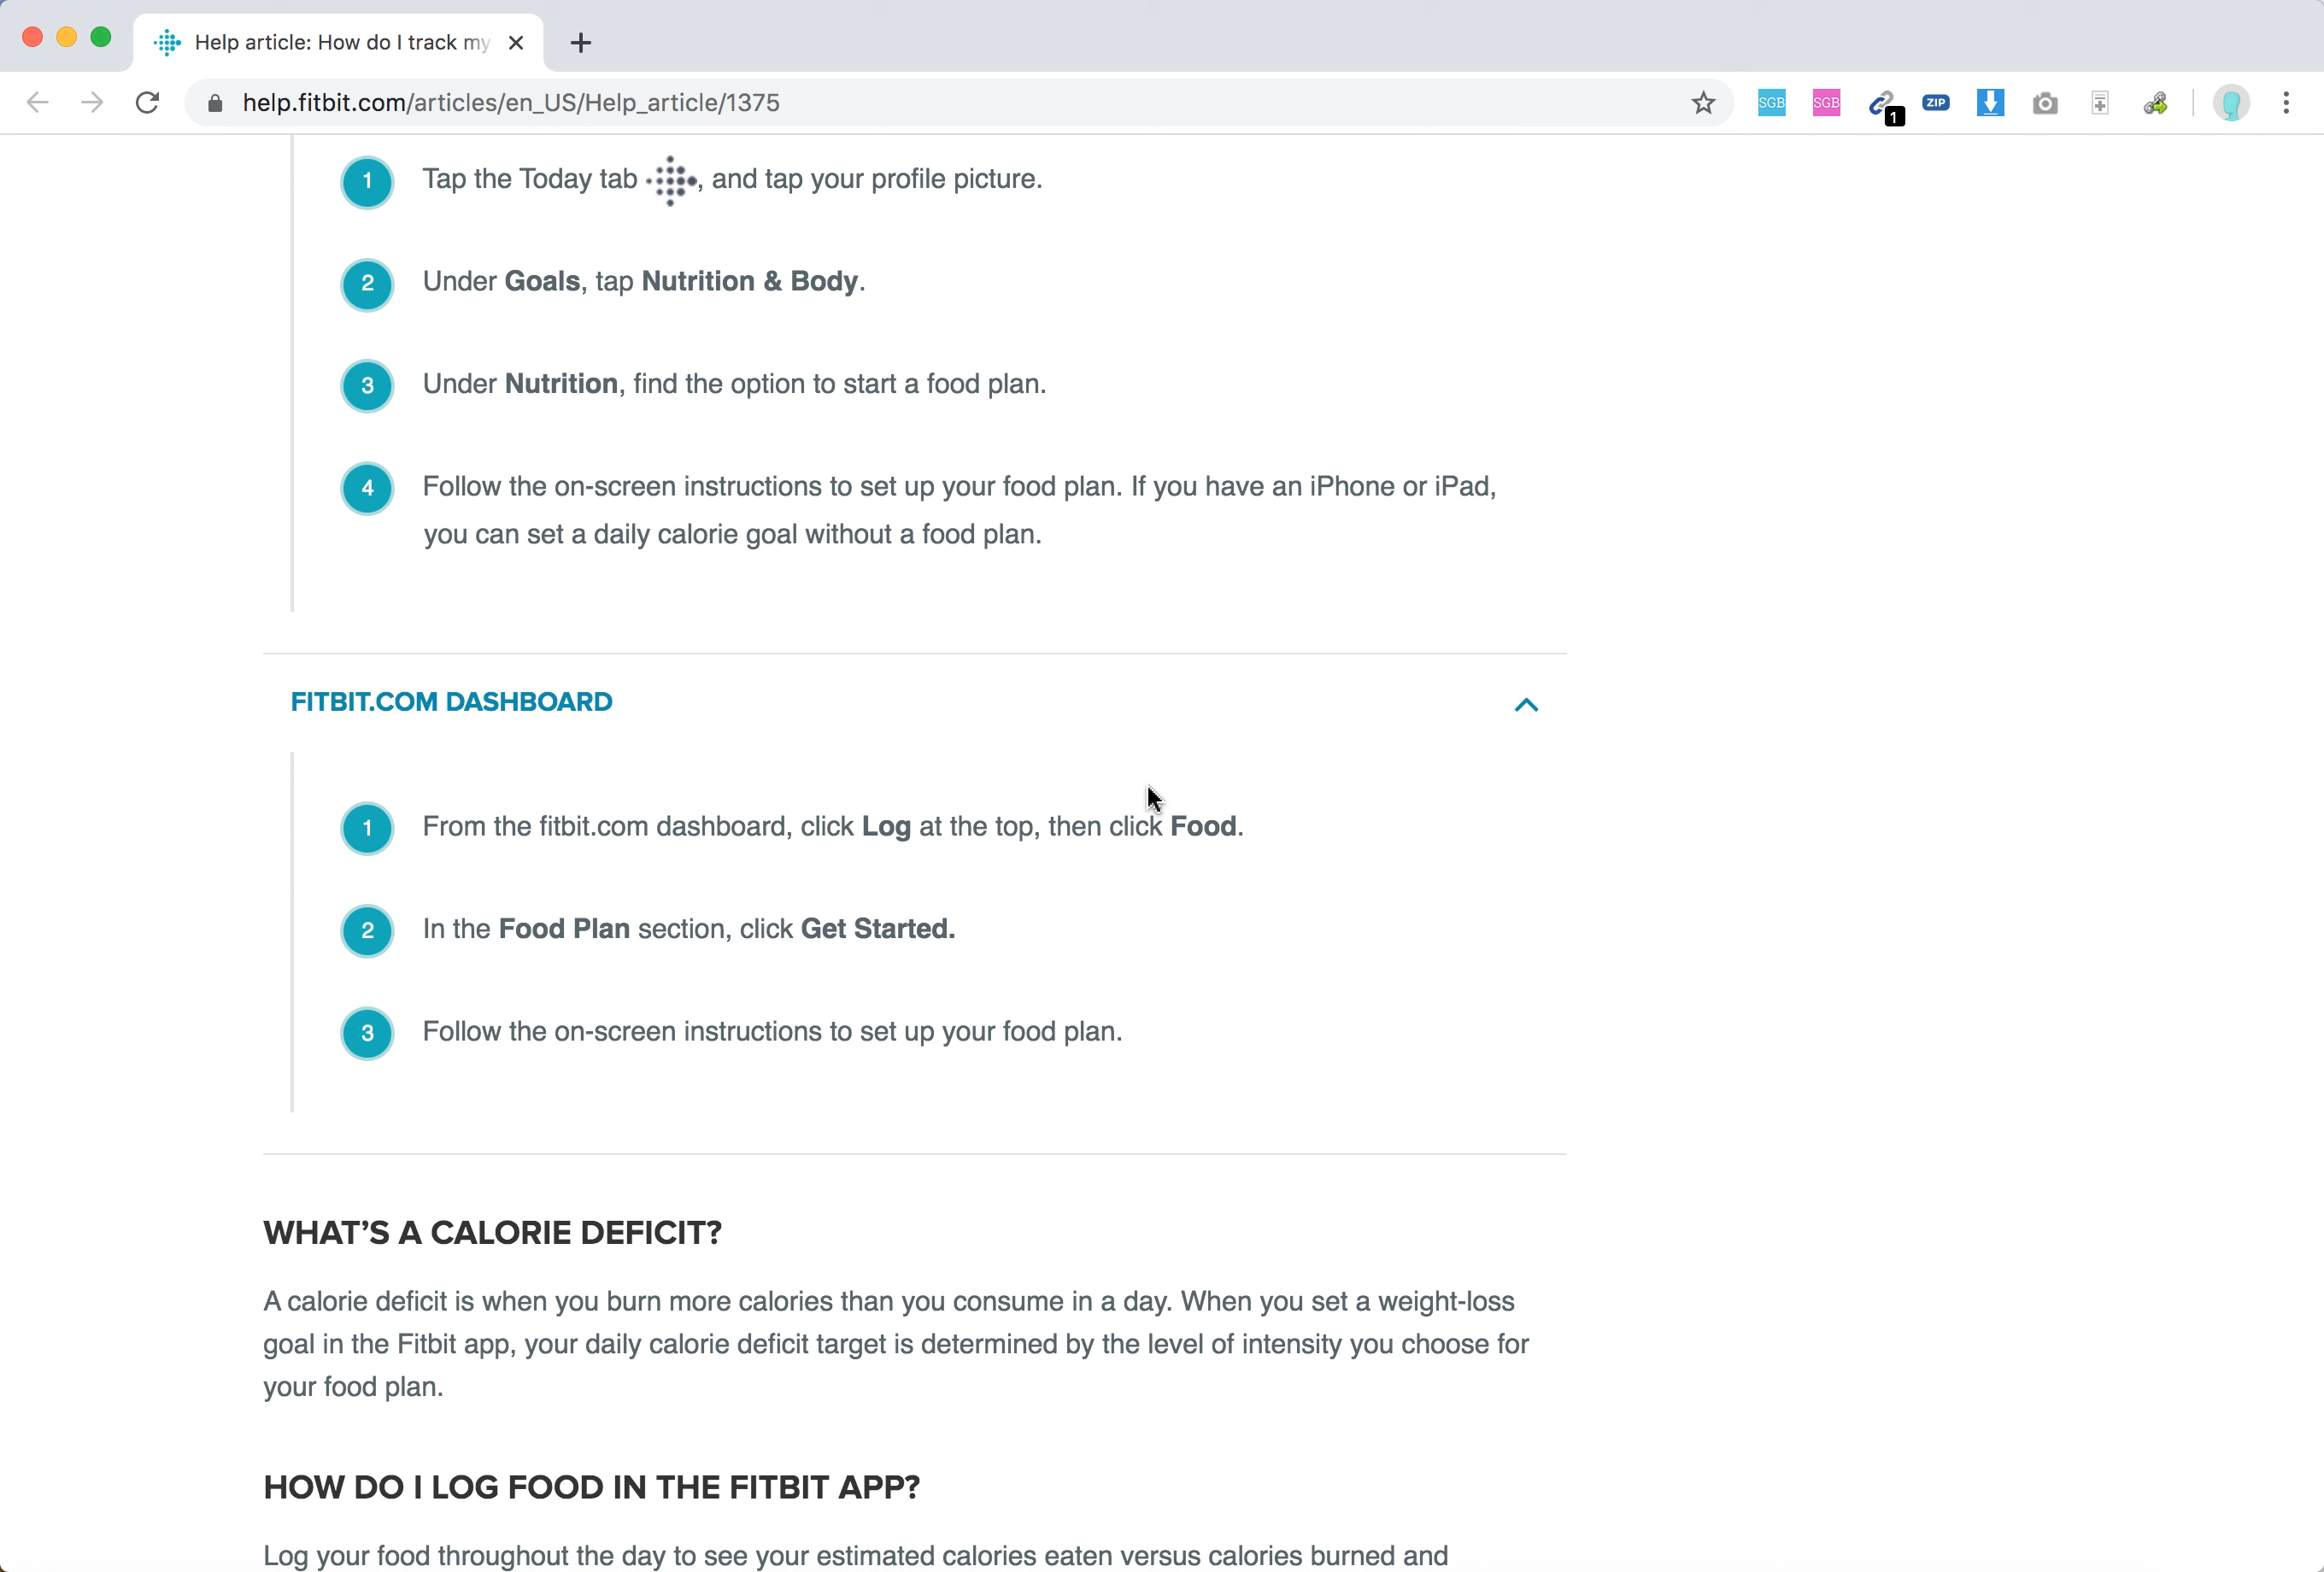 Help article: How do I track my
help.fitbit.com/articles/en_US/Help_article/1375
SGB
SGB
1
ZIP
1 Tap the Today tab , and tap your profile picture.
2 Under Goals, tap Nutrition & Body.
3 Under Nutrition, find the option to start a food plan.
4 Follow the on-screen instructions to set up your food plan. If you have an iPhone or iPad,
you can set a daily calorie goal without a food plan.
FITBIT.COM DASHBOARD
1 From the fitbit.com dashboard, click Log at the top, then click Food.
2 In the Food Plan section, click Get Started.
3 Follow the on-screen instructions to set up your food plan.
WHAT’S A CALORIE DEFICIT?
A calorie deficit is when you burn more calories than you consume in a day. When you set a weight-loss
goal in the Fitbit app, your daily calorie deficit target is determined by the level of intensity you choose for
your food plan.
HOW DO I LOG FOOD IN THE FITBIT APP?
Log your food throughout the day to see your estimated calories eaten versus calories burned and